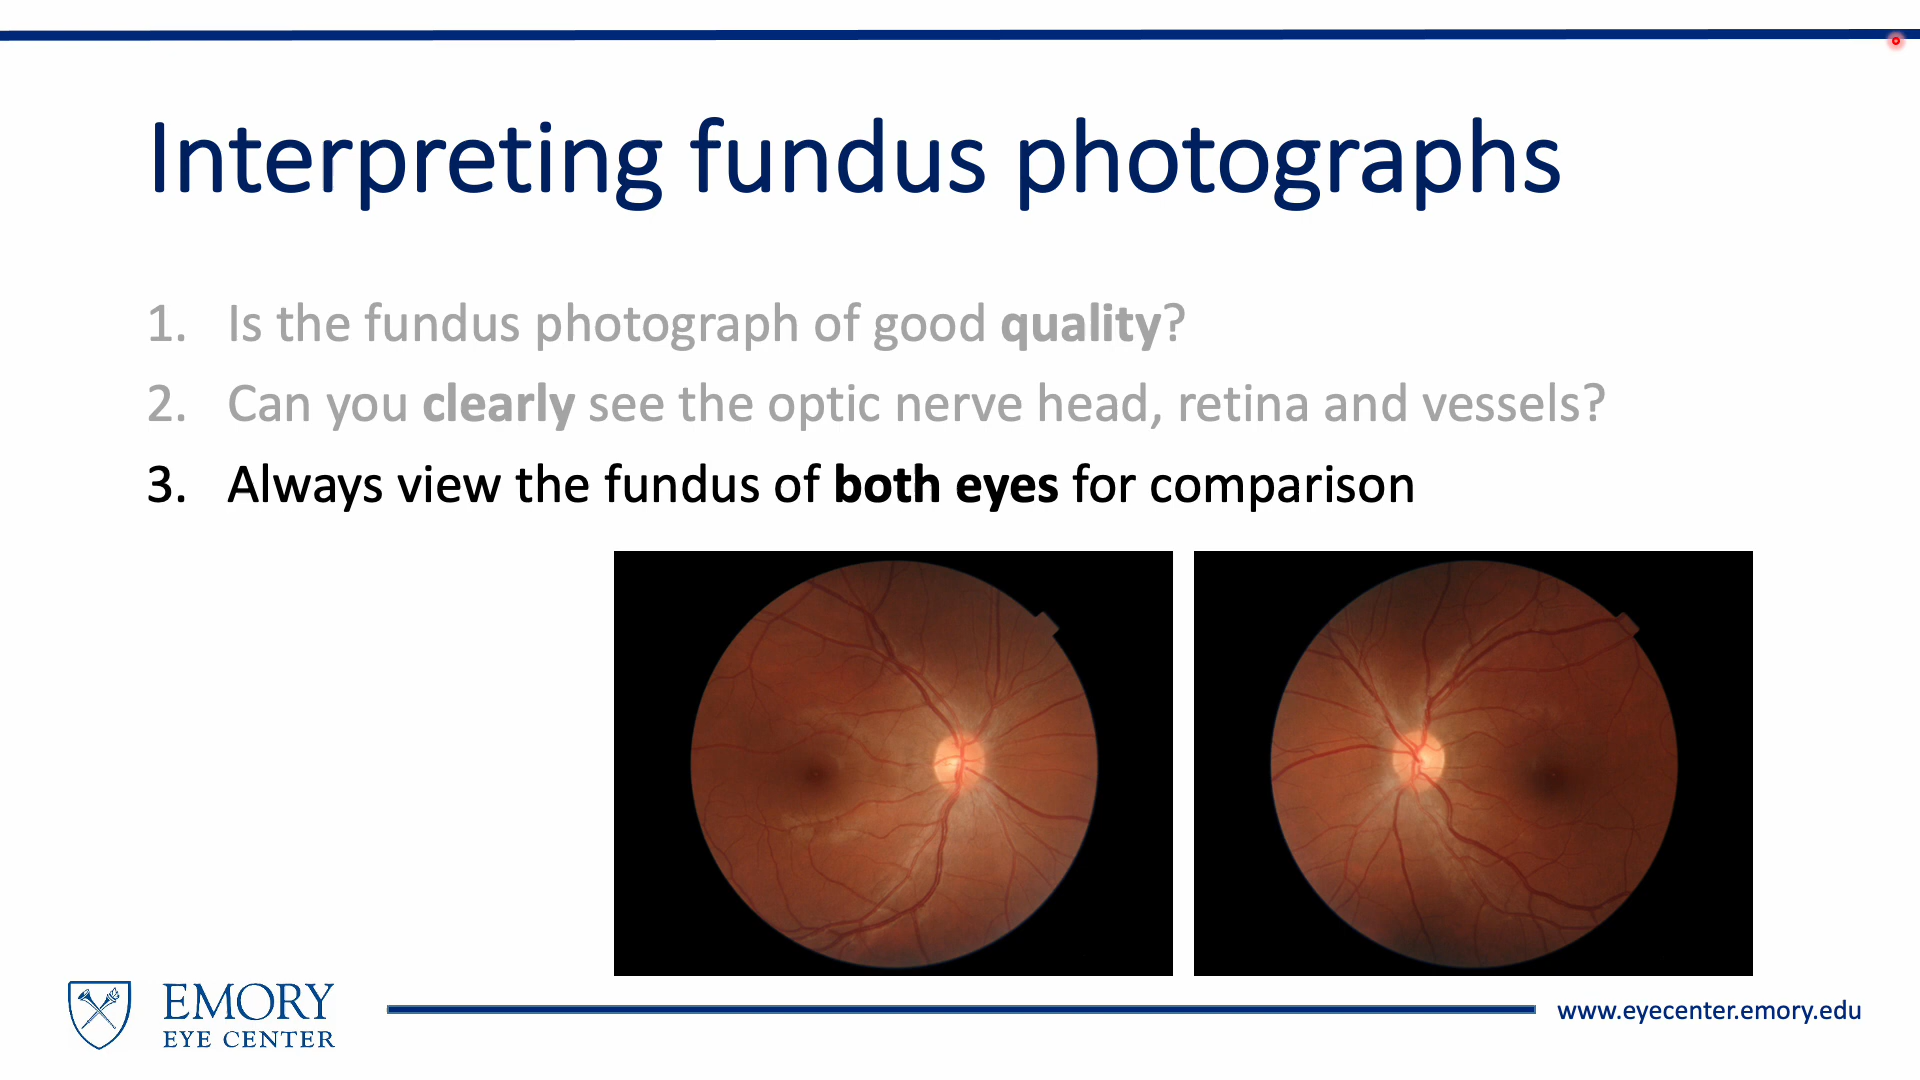 Interpreting fundus photographs
1. Is the fundus photograph of good quality?
2. Can you clearly see the optic nerve head, retina and vessels?
3. Always view the fundus of both eyes for comparison
EMORY
EYE CENTER
www.eyecenter.emory.edu